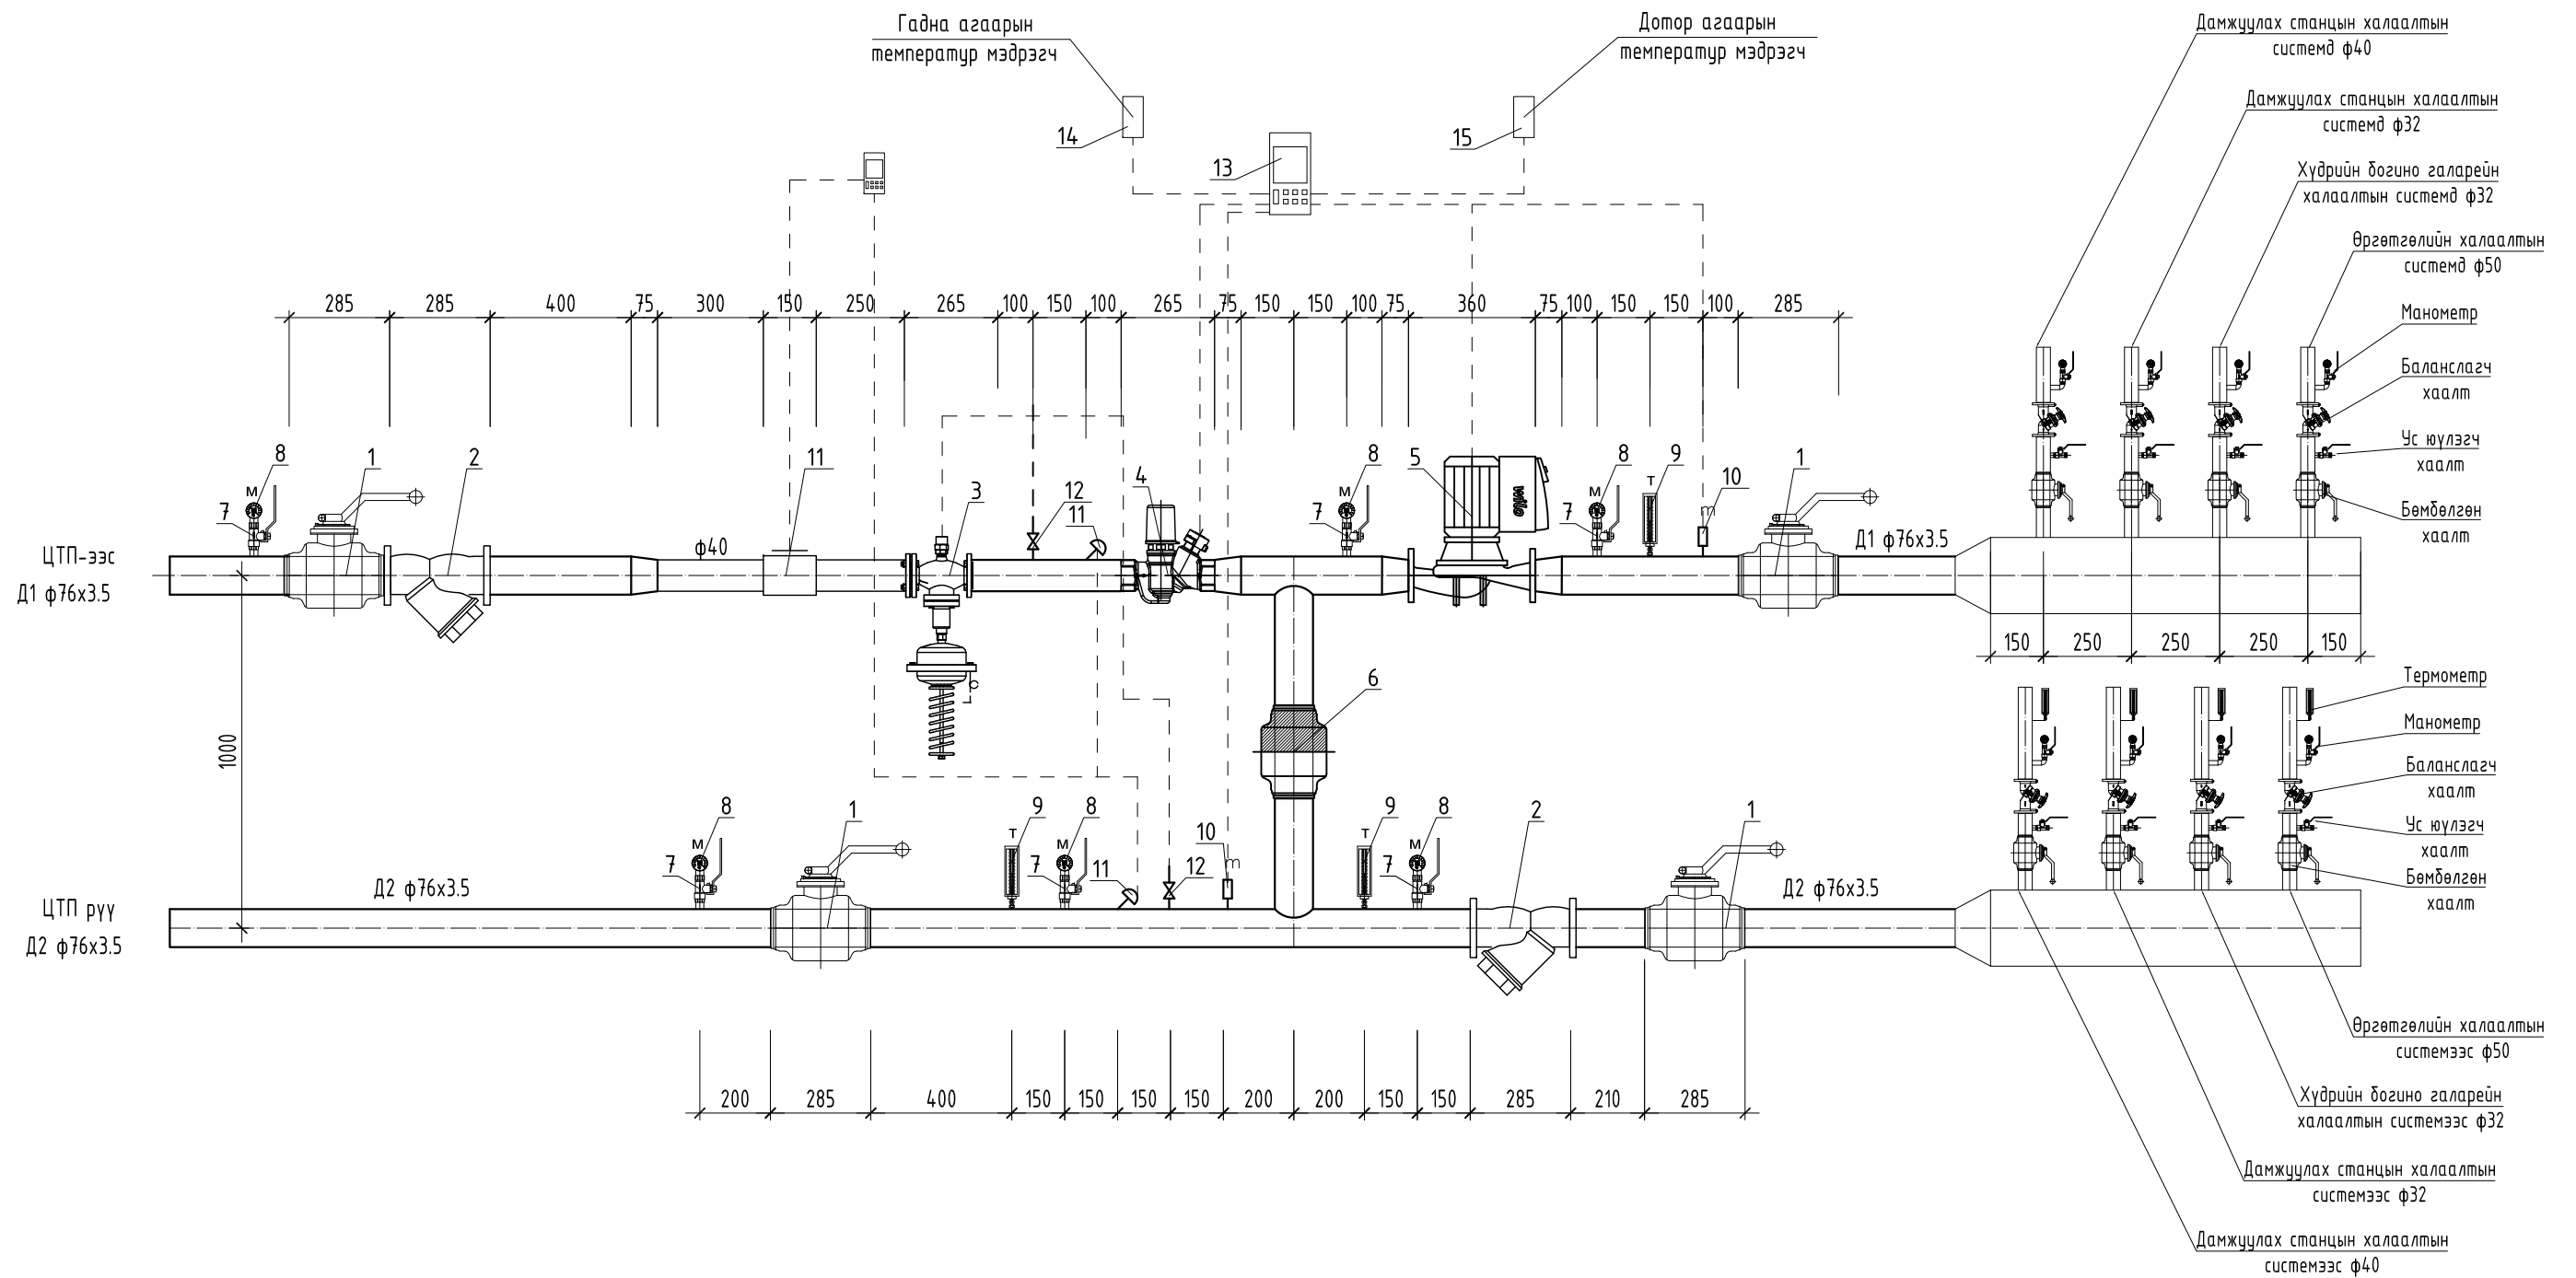 Гадна агаарын
температур мэдрэгч
Дотор агаарын
температур мэдрэгч
Дамжуулах станцын халаалтын
системд ф40
Дамжуулах станцын халаалтын
системд ф32
Хүдрийн богино галарейн
халаалтын системд ф32
Өргөтгөлийн халаалтын
системд ф50
Манометр
Баланслагч
хаалт
Ус юүлэгч
хаалт
Бөмбөлгөн
хаалт
14
13
15
285 285 400 75 300 150 250 265 100 150 100 265 75 150 150 100 75 360 75 100 150 150 100 285
8 1 2 11 3 12 11 4 8 5 8 9 10 1
М М М Т
7 7 7
ф40
Д1 ф76х3.5
ЦТП-ээс
Д1 ф76х3.5
150 250 250 250 150
1000
6
Термометр
Манометр
Баланслагч
хаалт
Ус юүлэгч
хаалт
Бөмбөлгөн
хаалт
8 1 9 8 10 12 9 8 2 1
М Т М Т М
7 7 11 7
Д2 ф76х3.5
Д2 ф76х3.5
ЦТП рүү
Д2 ф76х3.5
200 285 400 150 150 150 150 200 200 150 150 285 210 285
Өргөтгөлийн халаалтын
системээс ф50
Хүдрийн богино галарейн
халаалтын системээс ф32
Дамжуулах станцын халаалтын
системээс ф32
Дамжуулах станцын халаалтын
системээс ф40
wilo